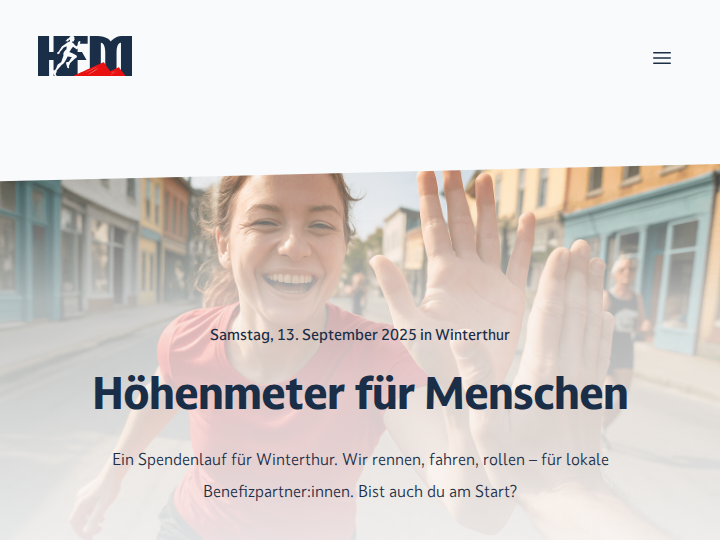 HFM
Samstag, 13. September 2025 in Winterthur
Höhenmeter für Menschen
Ein Spendenlauf für Winterthur. Wir rennen, fahren, rollen – für lokale
Benefizpartner:innen. Bist auch du am Start?